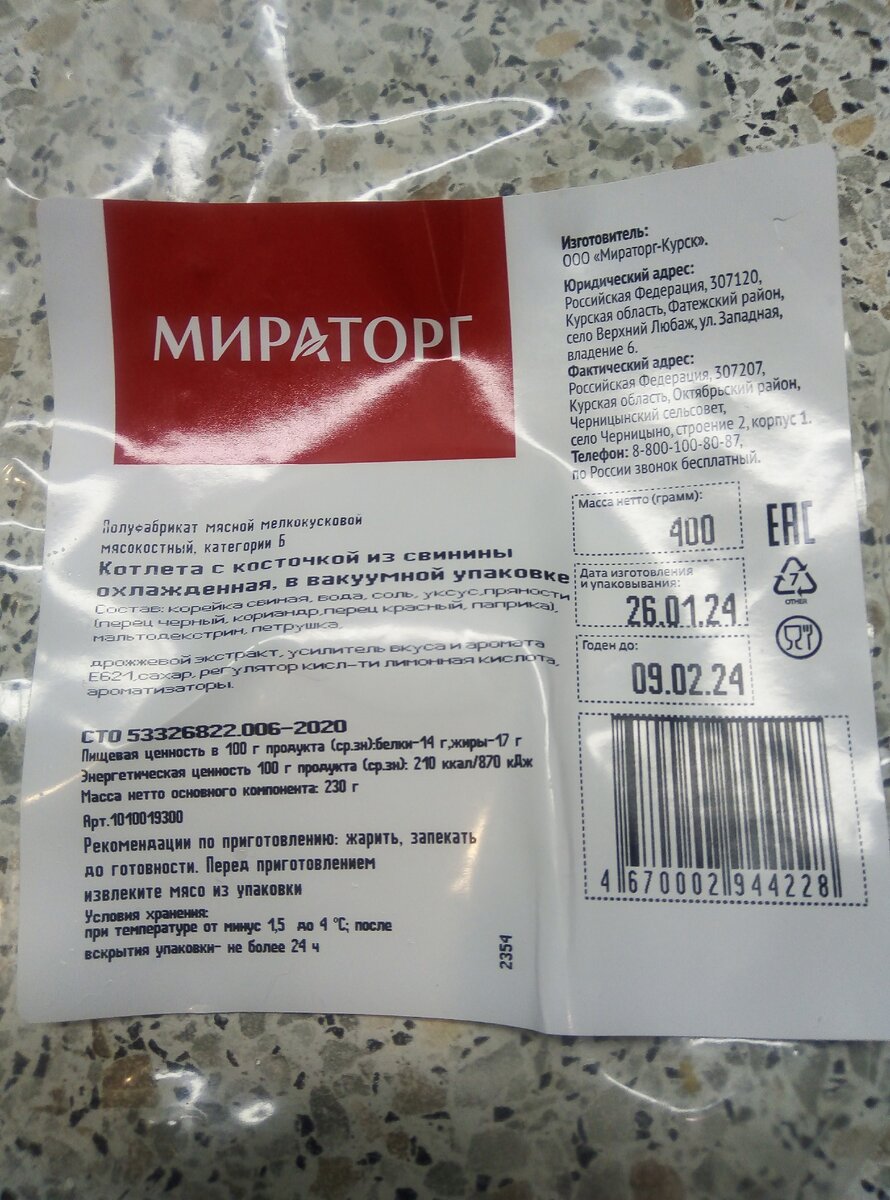 МИРАТОРГ
Полуфабрикат мясной мелкокусковой
мясокостный, категории Б
Котлета с косточкой из свинины
охлажденная, в вакуумной упаковке
Состав: корейка свиная, вода, соль, уксус,пряности
(перец черный, кориандр,перец красный, паприка),
мальтодекстрин, петрушка,
дрожжевой экстракт, усилитель вкуса и аромата
Е621,сахар, регулятор кисл-ти лимонная кислота,
ароматизаторы.
СТО 53326822.006-2020
Пищевая ценность в 100 г продукта (ср.зн):белки-14 г,жиры-17 г
Энергетическая ценность 100 г продукта (ср.зн): 210 ккал/870 кДж
Масса нетто основного компонента: 230 г
Арт.1010019300
Рекомендации по приготовлению: жарить, запекать
до готовности. Перед приготовлением
извлеките мясо из упаковки
Условия хранения:
при температуре от минус 1,5 до 4 °С; после
вскрытия упаковки- не более 24 ч
2354
Изготовитель:
ООО «Мираторг-Курск».
Юридический адрес:
Российская Федерация, 307120,
Курская область, Фатежский район,
село Верхний Любаж, ул. Западная,
владение 6.
Фактический адрес:
Российская Федерация, 307207,
Курская область, Октябрьский район,
Черницынский сельсовет,
село Черницыно, строение 2, корпус 1.
Телефон: 8-800-100-80-87,
по России звонок бесплатный.
Масса нетто (грамм):
400
ЕАС
Дата изготовления
и упаковывания:
26.01.24
7
OTHER
Годен до:
09.02.24
4 670002 944228